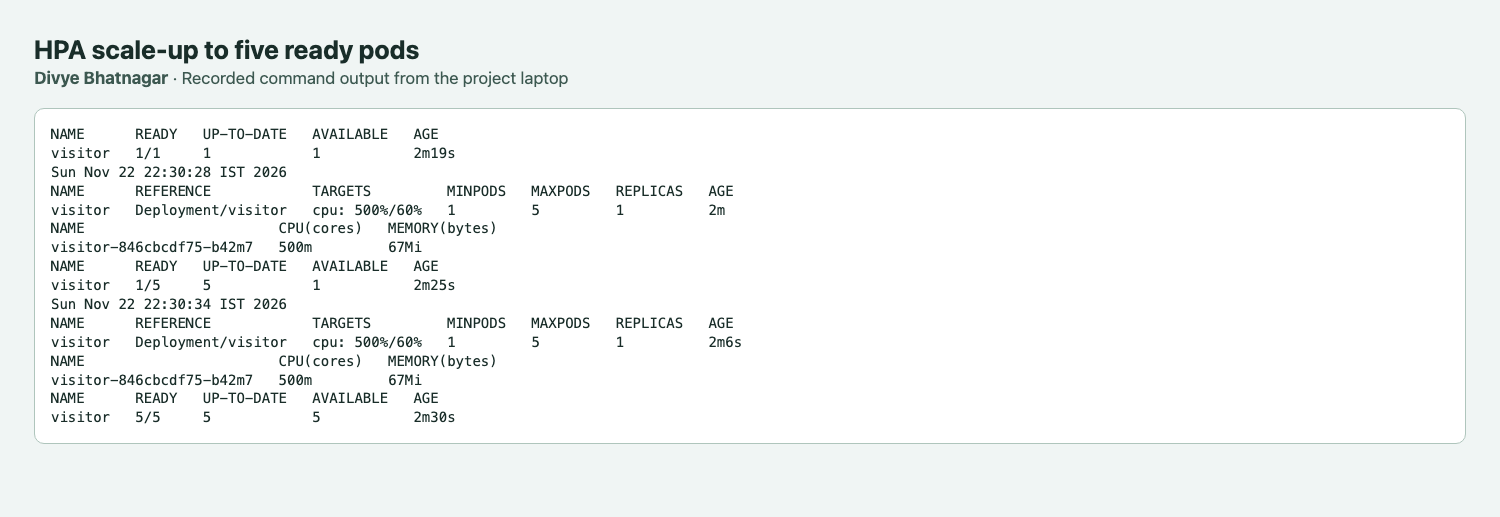 HPA scale-up to five ready pods
Divye Bhatnagar · Recorded command output from the project laptop
NAME      READY   UP-TO-DATE   AVAILABLE   AGE
visitor   1/1     1            1           2m19s
Sun Nov 22 22:30:28 IST 2026
NAME      REFERENCE            TARGETS         MINPODS   MAXPODS   REPLICAS   AGE
visitor   Deployment/visitor   cpu: 500%/60%   1         5         1          2m
NAME                       CPU(cores)   MEMORY(bytes)
visitor-846cbcdf75-b42m7   500m         67Mi
NAME      READY   UP-TO-DATE   AVAILABLE   AGE
visitor   1/5     5            1           2m25s
Sun Nov 22 22:30:34 IST 2026
NAME      REFERENCE            TARGETS         MINPODS   MAXPODS   REPLICAS   AGE
visitor   Deployment/visitor   cpu: 500%/60%   1         5         1          2m6s
NAME                       CPU(cores)   MEMORY(bytes)
visitor-846cbcdf75-b42m7   500m         67Mi
NAME      READY   UP-TO-DATE   AVAILABLE   AGE
visitor   5/5     5            5           2m30s